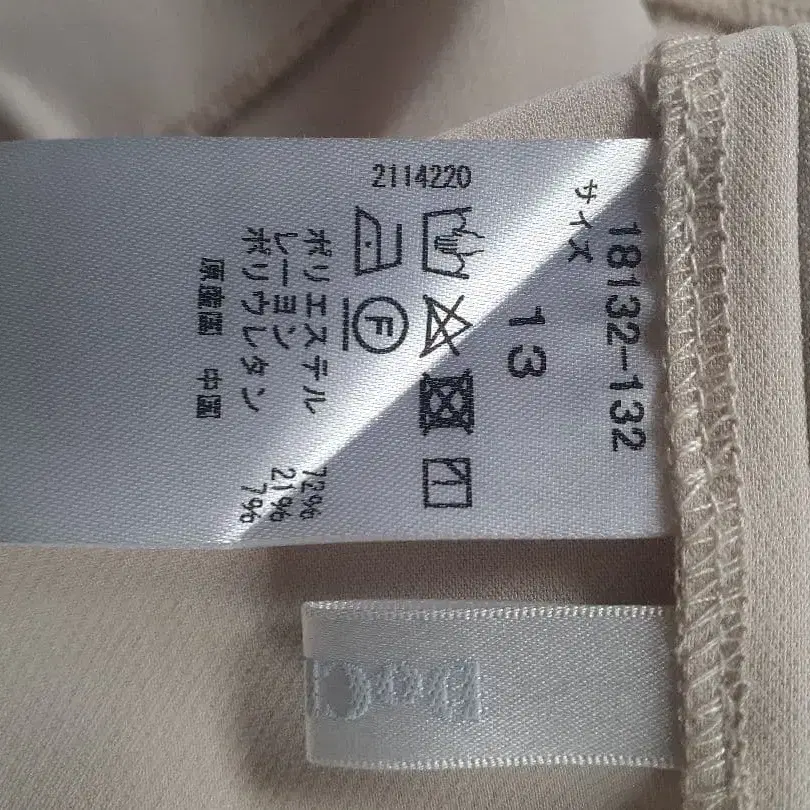 18132-132
サイズ
13
2114220
F
ポリエステル 72%
レーヨン 21%
ポリウレタン 7%
原産国 中国